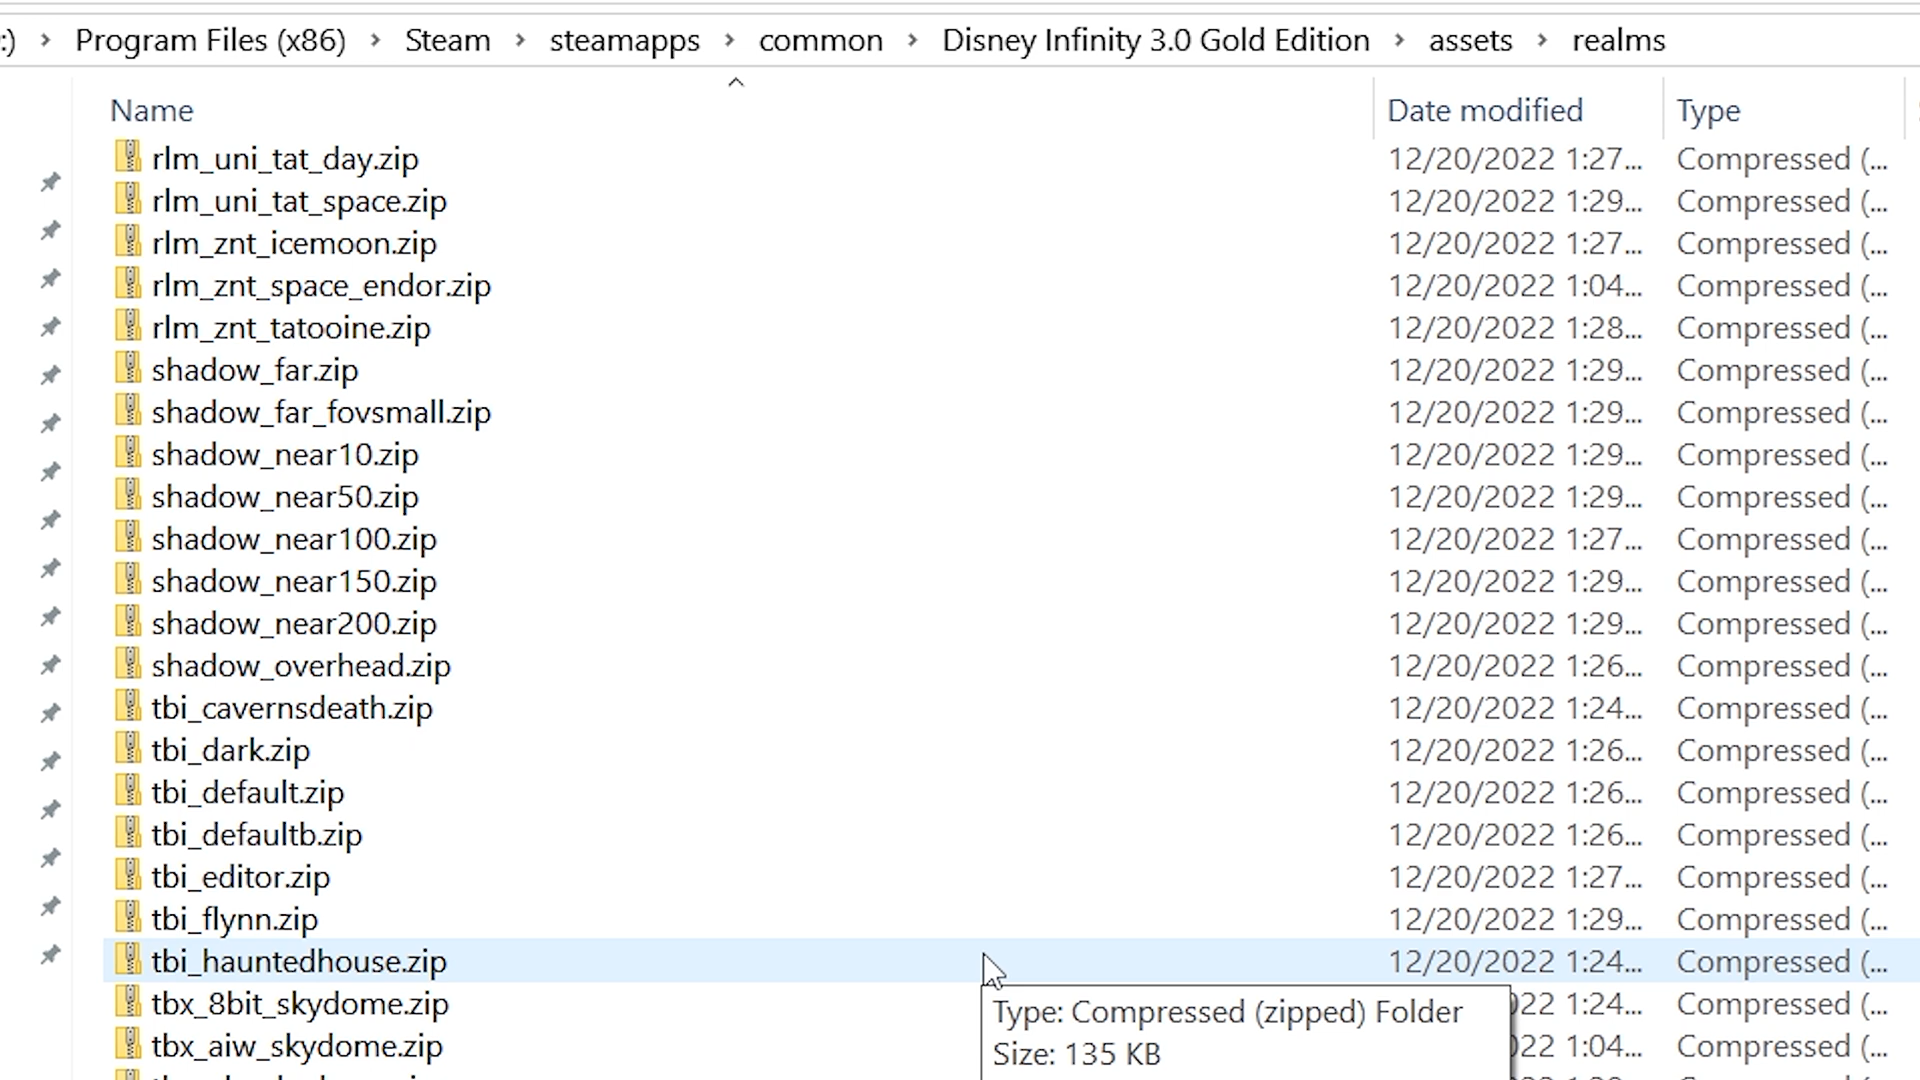 :) > Program Files (x86) > Steam > steamapps > common > Disney Infinity 3.0 Gold Edition > assets > realms
Name Date modified Type
rlm_uni_tat_day.zip 12/20/2022 1:27... Compressed (...
rlm_uni_tat_space.zip 12/20/2022 1:29... Compressed (...
rlm_znt_icemoon.zip 12/20/2022 1:27... Compressed (...
rlm_znt_space_endor.zip 12/20/2022 1:04... Compressed (...
rlm_znt_tatooine.zip 12/20/2022 1:28... Compressed (...
shadow_far.zip 12/20/2022 1:29... Compressed (...
shadow_far_fovsmall.zip 12/20/2022 1:29... Compressed (...
shadow_near10.zip 12/20/2022 1:29... Compressed (...
shadow_near50.zip 12/20/2022 1:29... Compressed (...
shadow_near100.zip 12/20/2022 1:27... Compressed (...
shadow_near150.zip 12/20/2022 1:29... Compressed (...
shadow_near200.zip 12/20/2022 1:29... Compressed (...
shadow_overhead.zip 12/20/2022 1:26... Compressed (...
tbi_cavernsdeath.zip 12/20/2022 1:24... Compressed (...
tbi_dark.zip 12/20/2022 1:26... Compressed (...
tbi_default.zip 12/20/2022 1:26... Compressed (...
tbi_defaultb.zip 12/20/2022 1:26... Compressed (...
tbi_editor.zip 12/20/2022 1:27... Compressed (...
tbi_flynn.zip 12/20/2022 1:29... Compressed (...
tbi_hauntedhouse.zip 12/20/2022 1:24... Compressed (...
tbx_8bit_skydome.zip 22 1:24... Compressed (...
Type: Compressed (zipped) Folder
tbx_aiw_skydome.zip 22 1:04... Compressed (...
Size: 135 KB